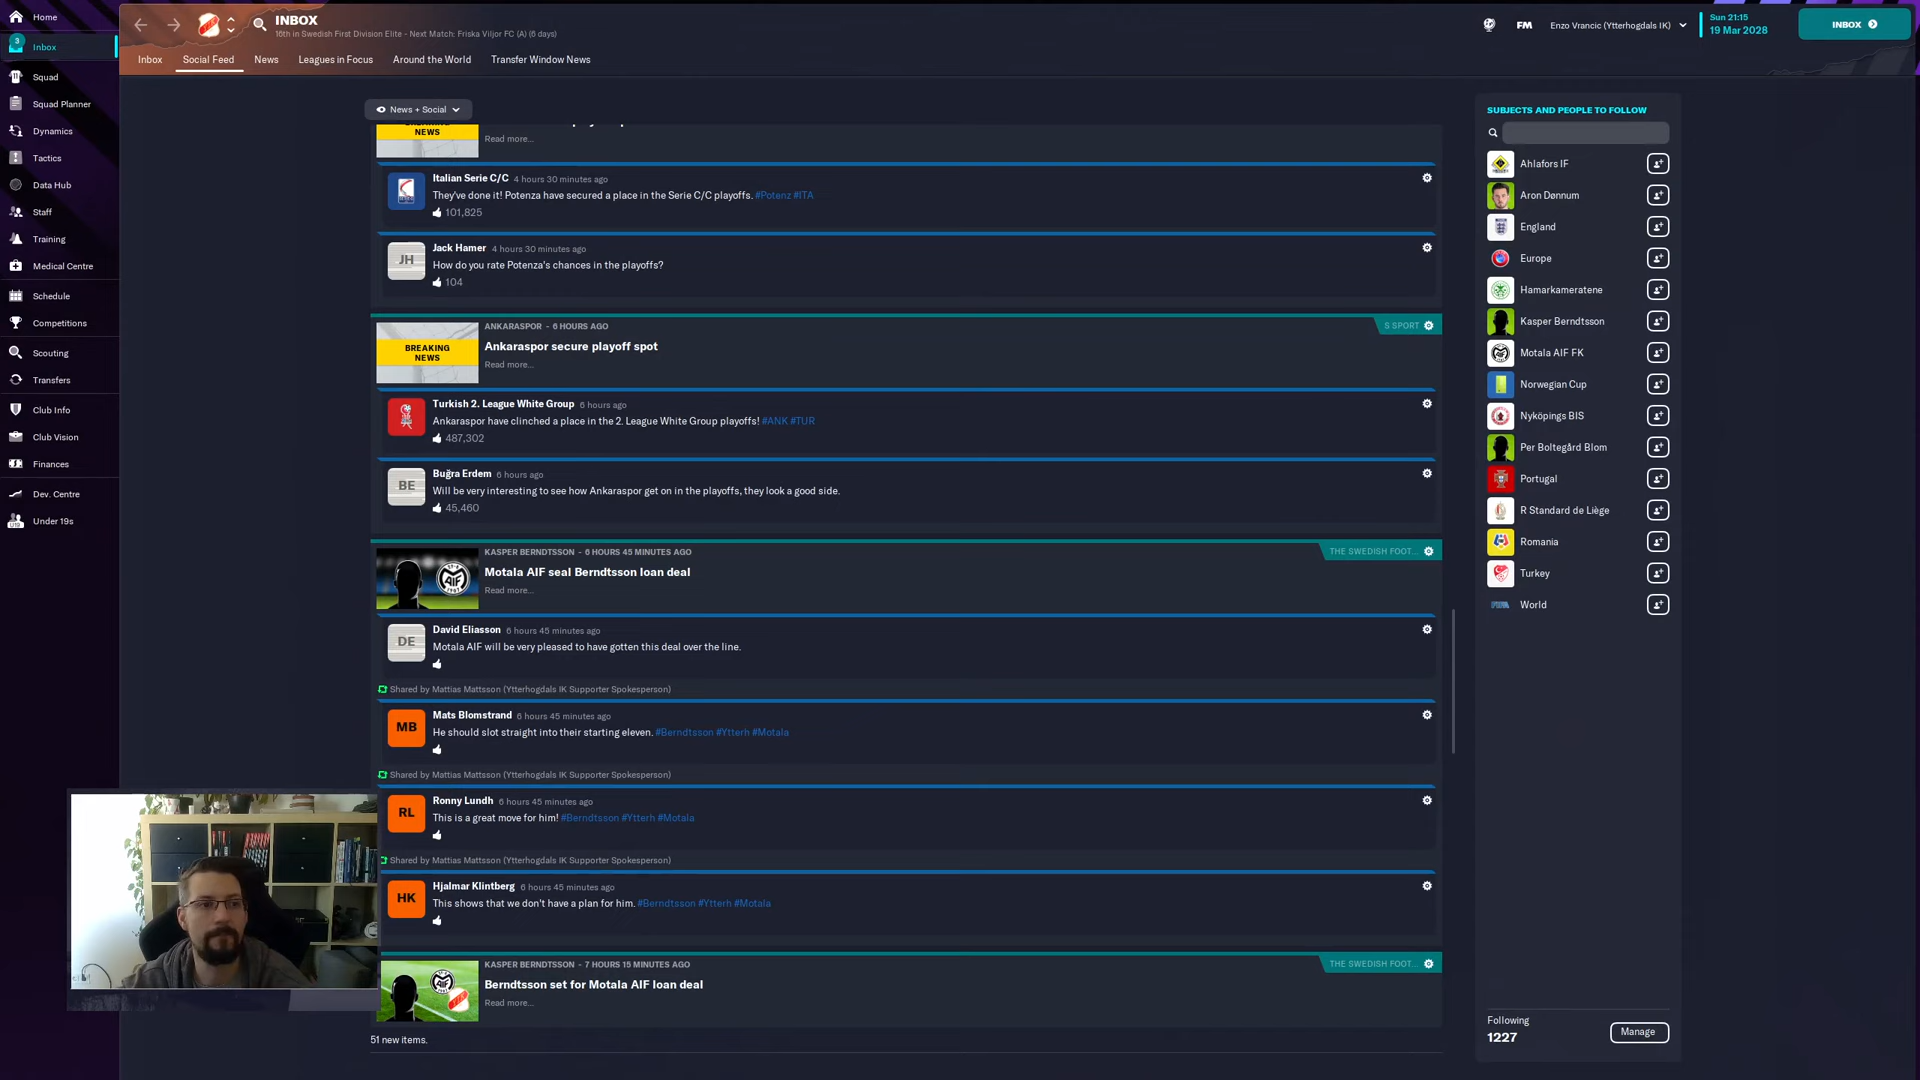 Home
3
Inbox
Squad
Squad Planner
Dynamics
Tactics
Data Hub
Staff
Training
Medical Centre
Schedule
Competitions
Scouting
Transfers
Club Info
Club Vision
Finances
Dev. Centre
Under 19s
INBOX
16th in Swedish First Division Elite - Next Match: Friska Viljor FC (A) (6 days)
FM
Enzo Vrancic (Ytterhogdals IK)
Sun 21:15
19 Mar 2028
INBOX
Inbox
Social Feed
News
Leagues in Focus
Around the World
Transfer Window News
News + Social
NEWS
Read more...
Italian Serie C/C 4 hours 30 minutes ago
They've done it! Potenza have secured a place in the Serie C/C playoffs. #Potenz #ITA
101,825
JH
Jack Hamer 4 hours 30 minutes ago
How do you rate Potenza's chances in the playoffs?
104
BREAKING
NEWS
ANKARASPOR - 6 HOURS AGO
S SPORT
Ankaraspor secure playoff spot
Read more...
Turkish 2. League White Group 6 hours ago
Ankaraspor have clinched a place in the 2. League White Group playoffs! #ANK #TUR
487,302
BE
Buğra Erdem 6 hours ago
Will be very interesting to see how Ankaraspor get on in the playoffs, they look a good side.
45,460
KASPER BERNDTSSON - 6 HOURS 45 MINUTES AGO
THE SWEDISH FOOT...
Motala AIF seal Berndtsson loan deal
Read more...
DE
David Eliasson 6 hours 45 minutes ago
Motala AIF will be very pleased to have gotten this deal over the line.
Shared by Mattias Mattsson (Ytterhogdals IK Supporter Spokesperson)
MB
Mats Blomstrand 6 hours 45 minutes ago
He should slot straight into their starting eleven. #Berndtsson #Ytterh #Motala
Shared by Mattias Mattsson (Ytterhogdals IK Supporter Spokesperson)
RL
Ronny Lundh 6 hours 45 minutes ago
This is a great move for him! #Berndtsson #Ytterh #Motala
Shared by Mattias Mattsson (Ytterhogdals IK Supporter Spokesperson)
HK
Hjalmar Klintberg 6 hours 45 minutes ago
This shows that we don't have a plan for him. #Berndtsson #Ytterh #Motala
KASPER BERNDTSSON - 7 HOURS 15 MINUTES AGO
THE SWEDISH FOOT...
Berndtsson set for Motala AIF loan deal
Read more...
51 new items.
SUBJECTS AND PEOPLE TO FOLLOW
Ahlafors IF
Aron Dønnum
England
Europe
Hamarkameratene
Kasper Berndtsson
Motala AIF FK
Norwegian Cup
Nyköpings BIS
Per Boltegård Blom
Portugal
R Standard de Liège
Romania
Turkey
World
Following
1227
Manage